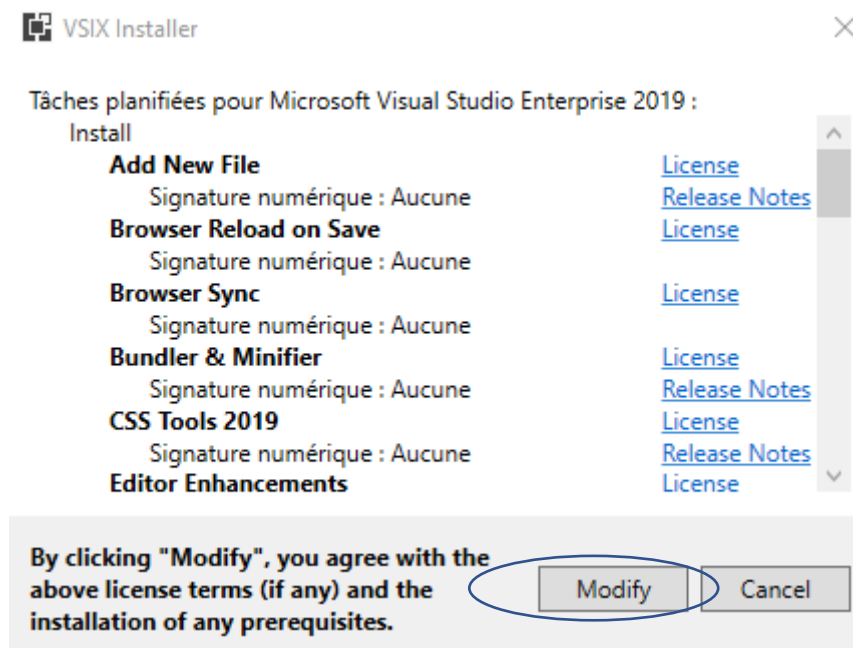 VSIX Installer
Tâches planifiées pour Microsoft Visual Studio Enterprise 2019 :
Install
Add New File License
Signature numérique : Aucune Release Notes
Browser Reload on Save License
Signature numérique : Aucune
Browser Sync License
Signature numérique : Aucune
Bundler & Minifier License
Signature numérique : Aucune Release Notes
CSS Tools 2019 License
Signature numérique : Aucune Release Notes
Editor Enhancements License
By clicking "Modify", you agree with the
above license terms (if any) and the
installation of any prerequisites.
Modify Cancel